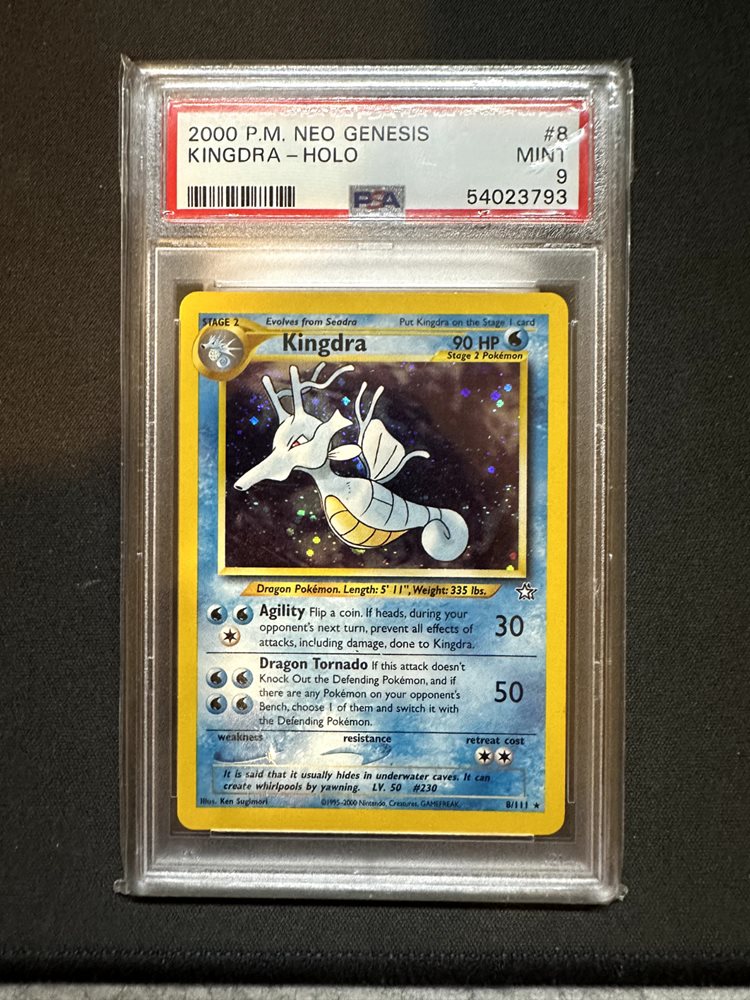 2000 P.M. NEO GENESIS #8
KINGDRA – HOLO MINT
9
PSA 54023793
STAGE 2 Evolves from Seadra Put Kingdra on the Stage 1 card
Kingdra 90 HP
Stage 2 Pokémon
Dragon Pokémon. Length: 5' 11", Weight: 335 lbs.
Agility Flip a coin. If heads, during your
opponent's next turn, prevent all effects of
attacks, including damage, done to Kingdra.
30
Dragon Tornado If this attack doesn't
Knock Out the Defending Pokémon, and if
there are any Pokémon on your opponent's
Bench, choose 1 of them and switch it with
the Defending Pokémon.
50
weakness resistance retreat cost
It is said that it usually hides in underwater caves. It can
create whirlpools by yawning. LV. 50 #230
Illus. Ken Sugimori ©1995-2000 Nintendo, Creatures, GAMEFREAK. 8/111 ★